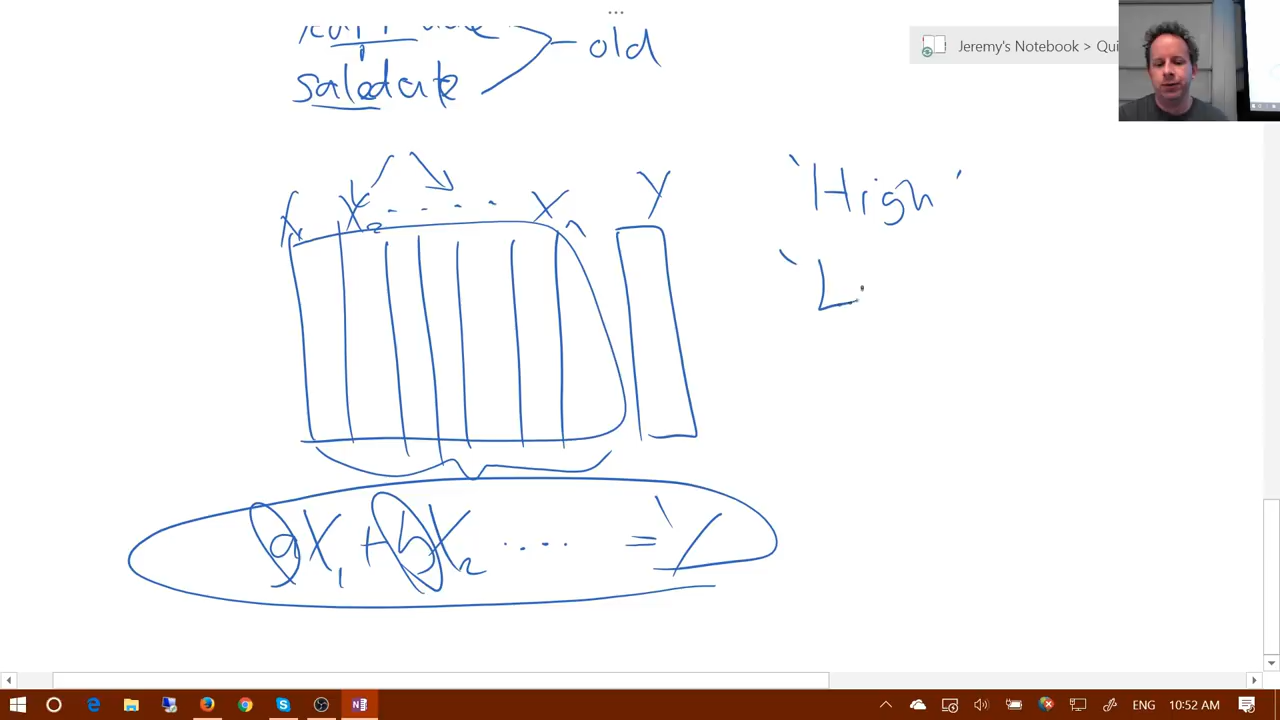 saledate
old
Jeremy's Notebook > Qui
X1 X2 . . . . Xn Y
`High'
`L
aX1 + bX2 .... = Y
ENG
10:52 AM